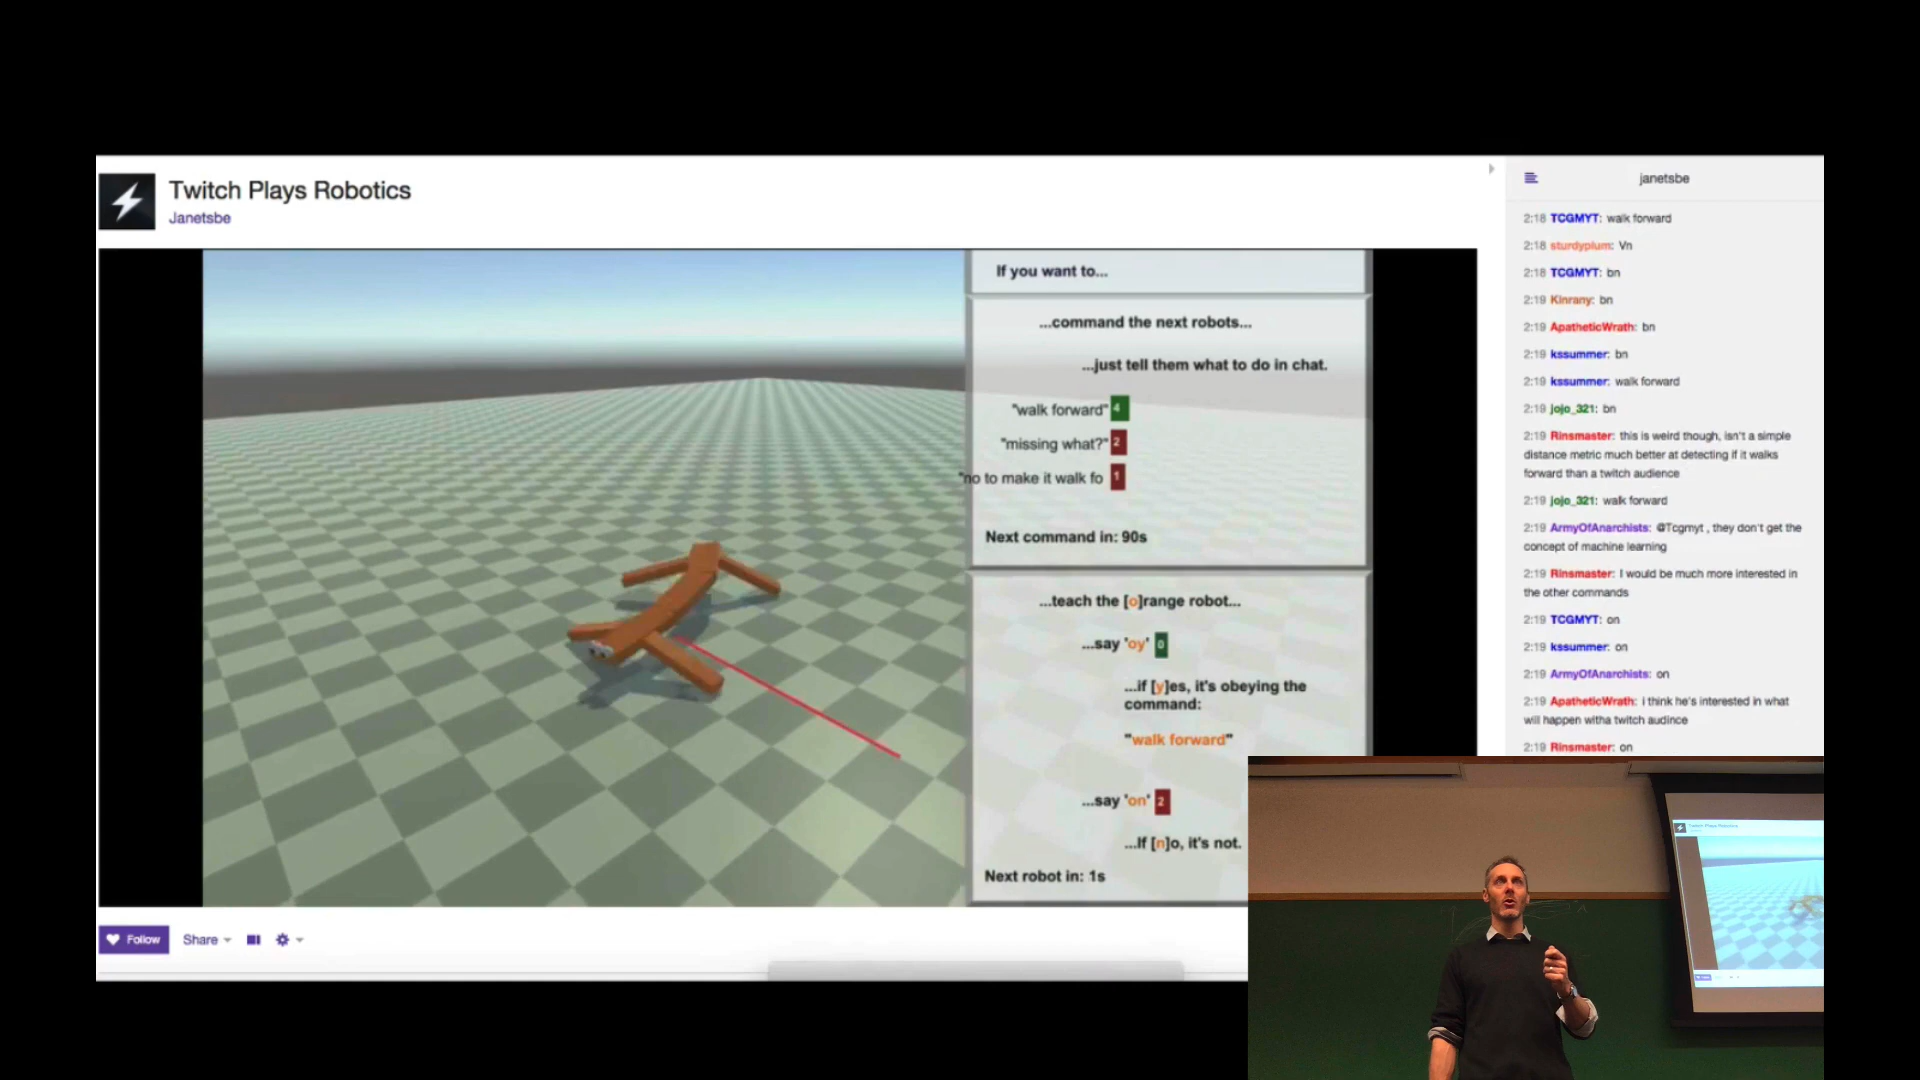 Twitch Plays Robotics
Janetsbe
If you want to...
...command the next robots...
...just tell them what to do in chat.
"walk forward" 4
"missing what?" 2
"no to make it walk fo 1
Next command in: 90s
...teach the [o]range robot...
...say 'oy' 0
...if [y]es, it's obeying the
command:
"walk forward"
...say 'on' 2
...If [n]o, it's not.
Next robot in: 1s
Follow
Share
janetsbe
2:18 TCGMYT: walk forward
2:18 sturdyplum: Vn
2:18 TCGMYT: bn
2:19 Kinrany: bn
2:19 ApatheticWrath: bn
2:19 kssummer: bn
2:19 kssummer: walk forward
2:19 jojo_321: bn
2:19 Rinsmaster: this is weird though, isn't a simple
distance metric much better at detecting if it walks
forward than a twitch audience
2:19 jojo_321: walk forward
2:19 ArmyOfAnarchists: @Tcgmyt , they don't get the
concept of machine learning
2:19 Rinsmaster: I would be much more interested in
the other commands
2:19 TCGMYT: on
2:19 kssummer: on
2:19 ArmyOfAnarchists: on
2:19 ApatheticWrath: i think he's interested in what
will happen witha twitch audince
2:19 Rinsmaster: on